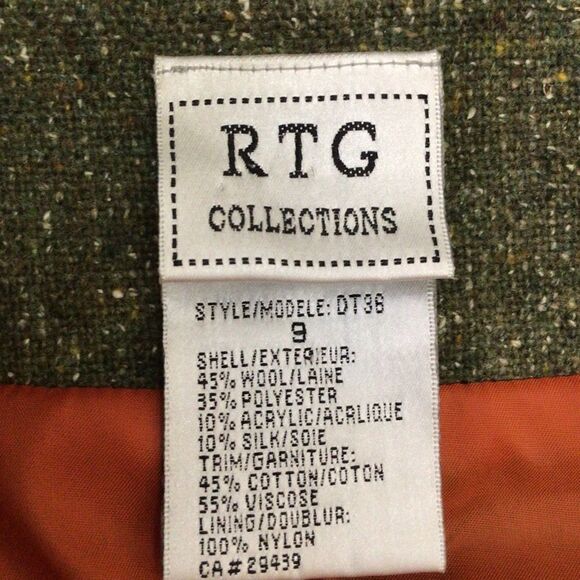 RTG
COLLECTIONS
STYLE/MODELE: DT36
9
SHELL/EXTERIEUR:
45% WOOL/LAINE
35% POLYESTER
10% ACRYLIC/ACRLIQUE
10% SILK/SOIE
TRIM/GARNITURE:
45% COTTON/COTON
55% VISCOSE
LINING/DOUBLUR:
100% NYLON
CA# 29439